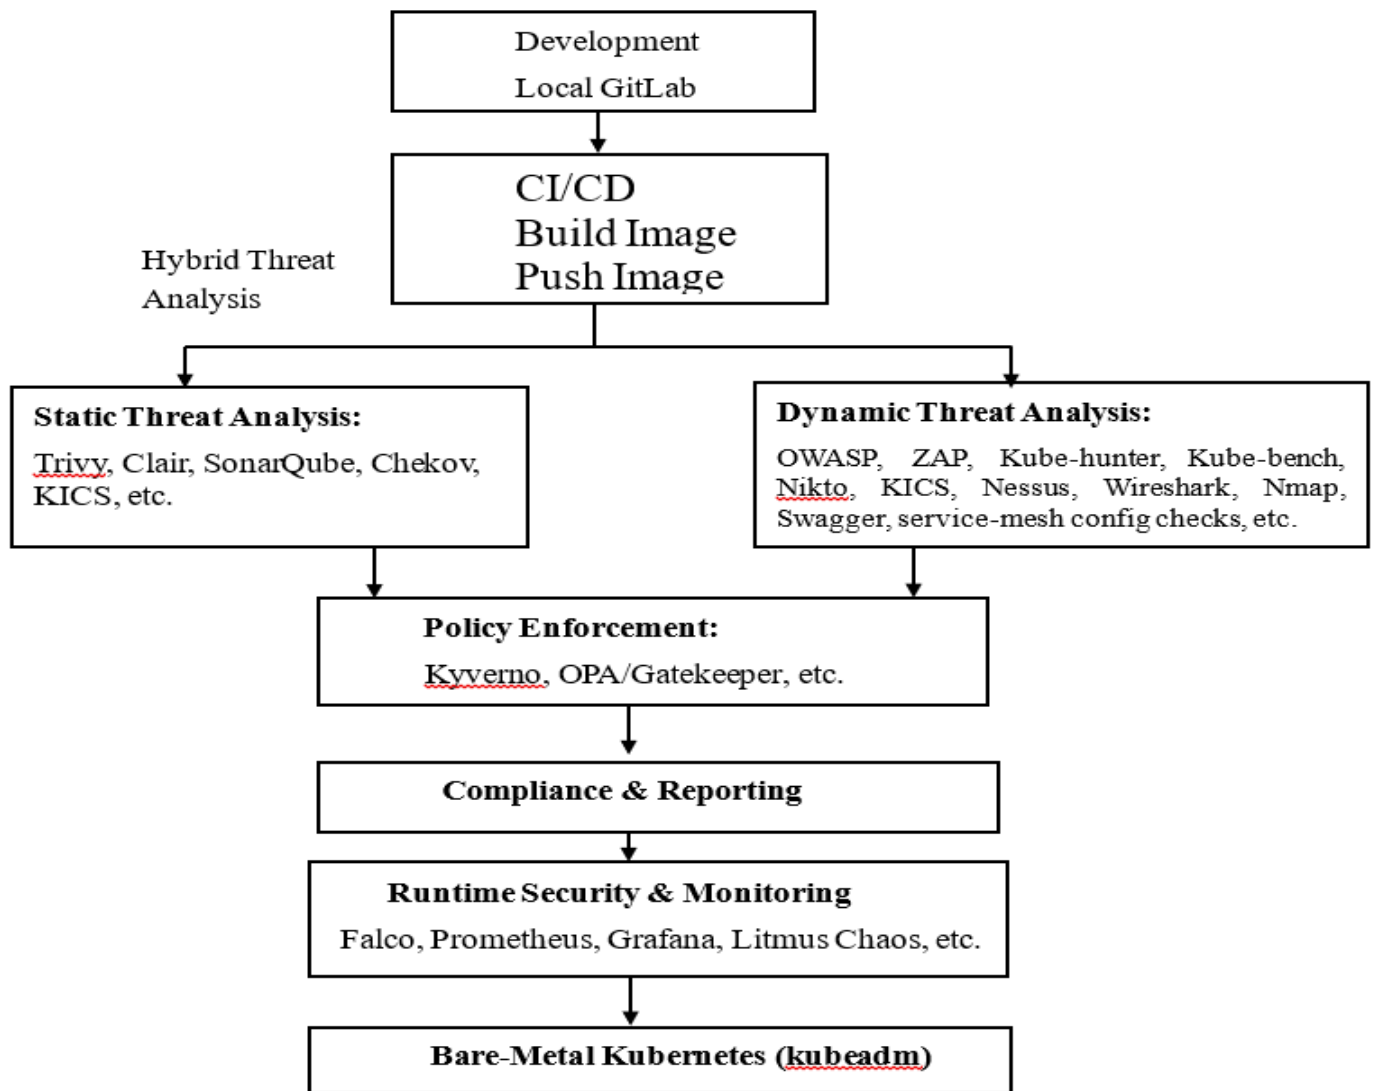 Development
Local GitLab
CI/CD
Build Image
Push Image
Hybrid Threat
Analysis
Static Threat Analysis:
Trivy, Clair, SonarQube, Chekov,
KICS, etc.
Dynamic Threat Analysis:
OWASP, ZAP, Kube-hunter, Kube-bench,
Nikto, KICS, Nessus, Wireshark, Nmap,
Swagger, service-mesh config checks, etc.
Policy Enforcement:
Kyverno, OPA/Gatekeeper, etc.
Compliance & Reporting
Runtime Security & Monitoring
Falco, Prometheus, Grafana, Litmus Chaos, etc.
Bare-Metal Kubernetes (kubeadm)